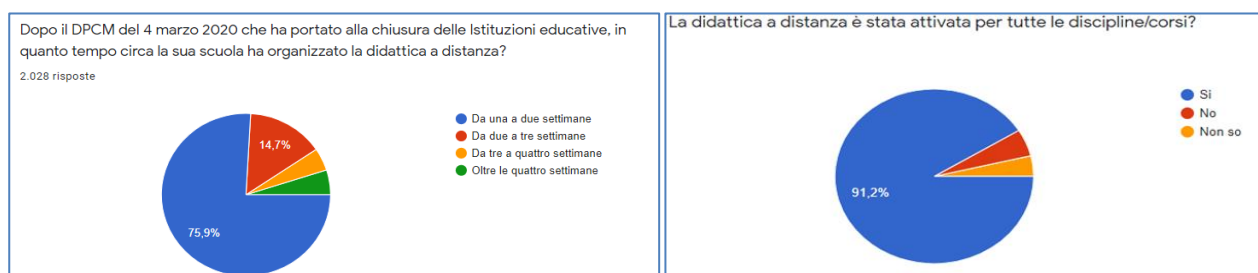 Dopo il DPCM del 4 marzo 2020 che ha portato alla chiusura delle Istituzioni educative, in
quanto tempo circa la sua scuola ha organizzato la didattica a distanza?
2.028 risposte
Da una a due settimane
Da due a tre settimane
Da tre a quattro settimane
Oltre le quattro settimane
14,7%
75,9%
La didattica a distanza è stata attivata per tutte le discipline/corsi?
Si
No
Non so
91,2%